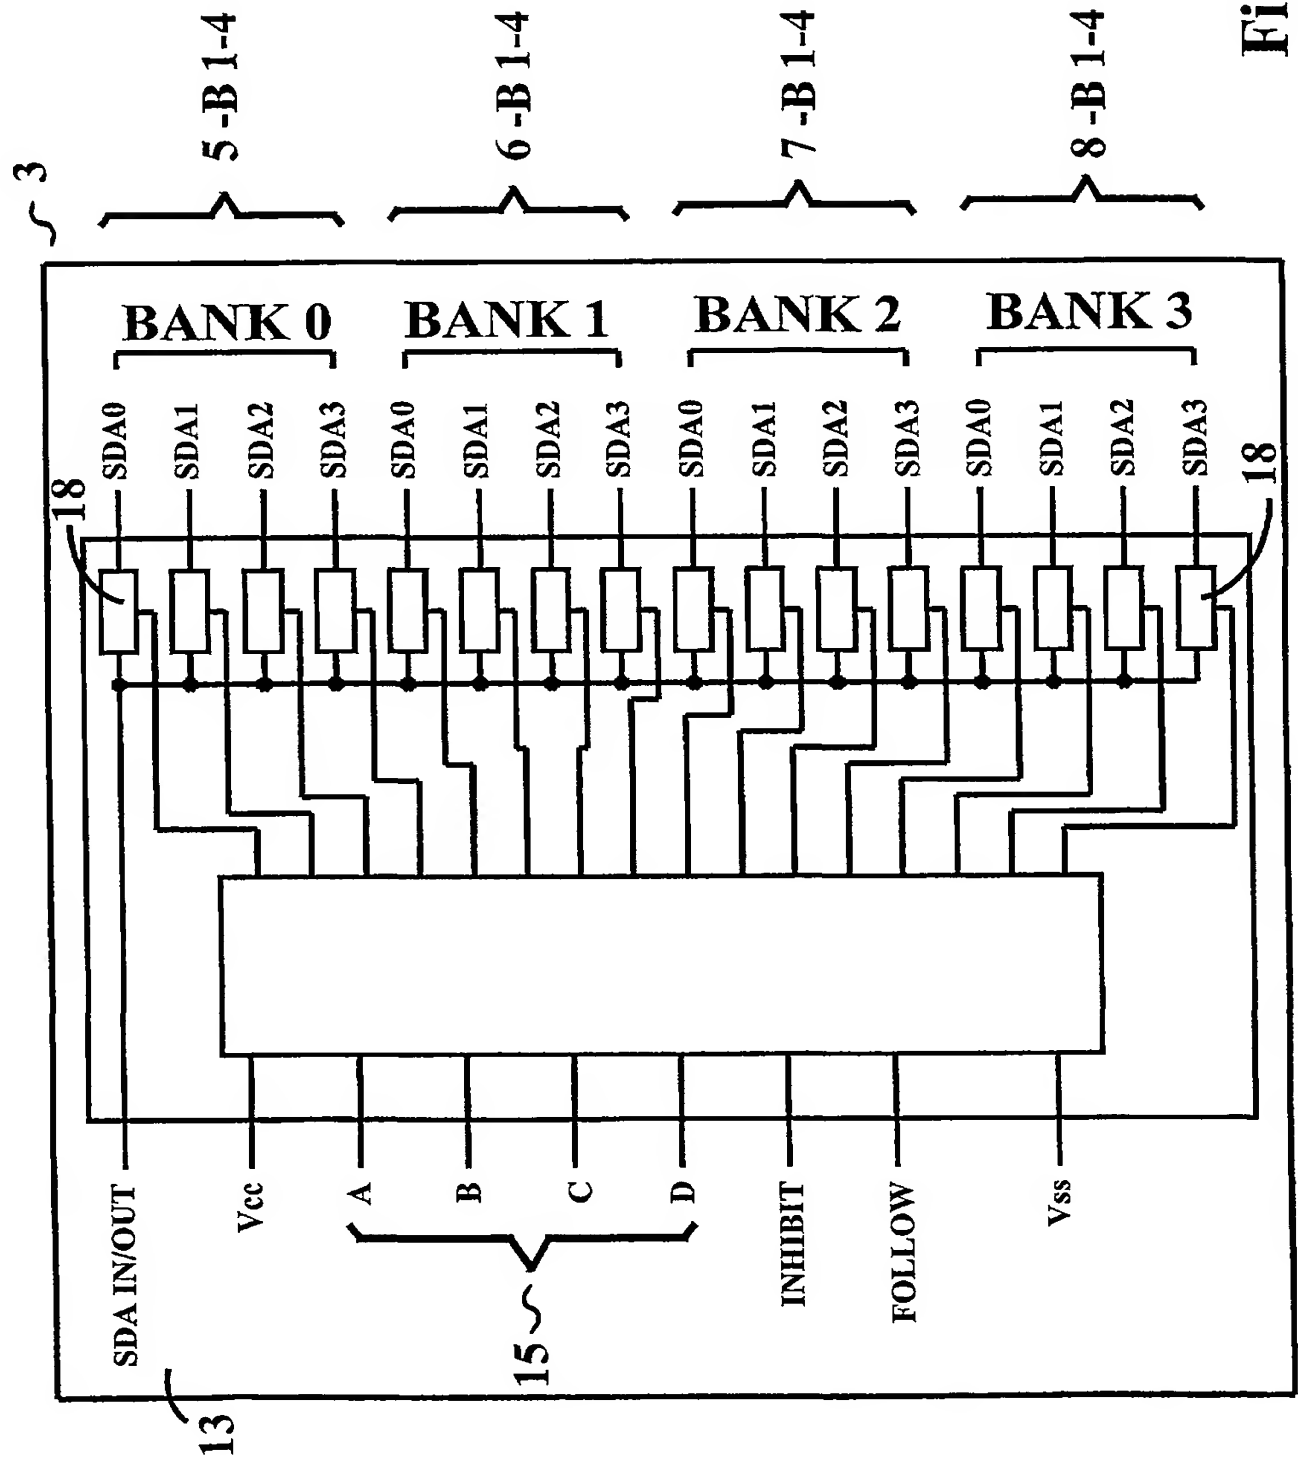 3
5 -B 1-4
6 -B 1-4
7 -B 1-4
8 -B 1-4
BANK 0
BANK 1
BANK 2
BANK 3
SDA0
SDA1
SDA2
SDA3
SDA0
SDA1
SDA2
SDA3
SDA0
SDA1
SDA2
SDA3
SDA0
SDA1
SDA2
SDA3
18
18
SDA IN/OUT
Vcc
A
B
C
D
INHIBIT
FOLLOW
Vss
15
13
Fi